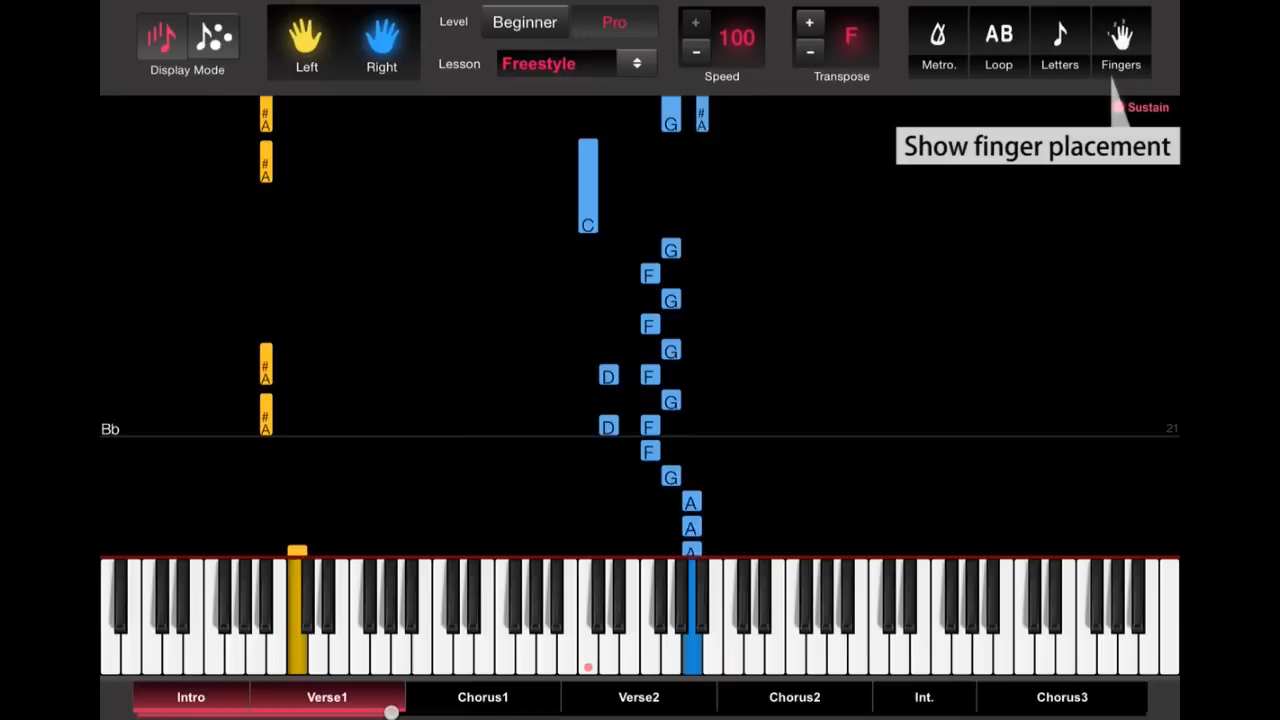 Level Beginner Pro
Left Right
Lesson Freestyle
Display Mode
100
Speed
F
Transpose
AB
Metro. Loop Letters Fingers
Sustain
Show finger placement
# A
G
# A
# A
C
G
F
G
F
G
# A
D F
G
# A
D F
Bb
21
F
G
A
A
A
Intro Verse1 Chorus1 Verse2 Chorus2 Int. Chorus3